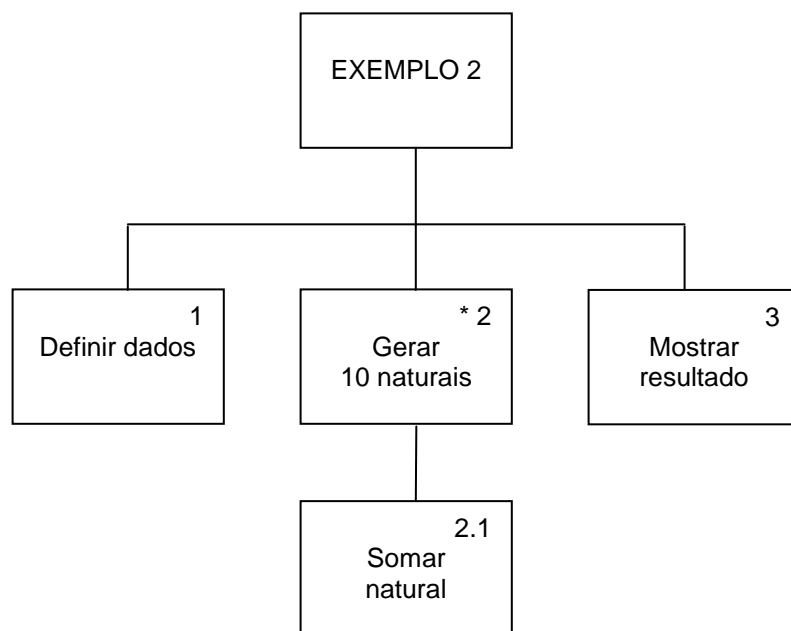 EXEMPLO 2
1
Definir dados
* 2
Gerar
10 naturais
3
Mostrar
resultado
2.1
Somar
natural